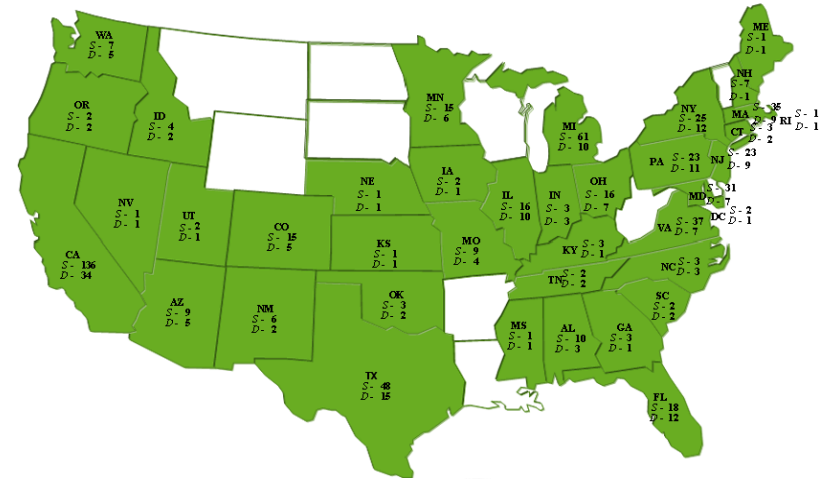 WA
S - 7
D - 5
OR
S - 2
D - 2
ID
S - 4
D - 2
NV
S - 1
D - 1
UT
S - 2
D - 1
CA
S - 136
D - 34
AZ
S - 9
D - 5
CO
S - 15
D - 5
NM
S - 6
D - 2
NE
S - 1
D - 1
KS
S - 1
D - 1
OK
S - 3
D - 2
TX
S - 48
D - 15
MN
S - 15
D - 6
IA
S - 2
D - 1
MO
S - 9
D - 4
IL
S - 16
D - 10
MI
S - 61
D - 10
IN
S - 3
D - 3
OH
S - 16
D - 7
KY S - 3
D - 1
TN S - 2
D - 2
MS
S - 1
D - 1
AL
S - 10
D - 3
GA
S - 3
D - 1
FL
S - 18
D - 12
SC
S - 2
D - 2
NC S - 3
D - 3
VA S - 37
D - 7
DC S - 2
D - 1
MD S - 31
D - 7
PA S - 23
D - 11
NJ S - 23
D - 9
NY
S - 25
D - 12
CT S - 3
D - 2
RI S - 1
D - 1
MA S - 35
D - 9
NH
S - 7
D - 1
ME
S - 1
D - 1